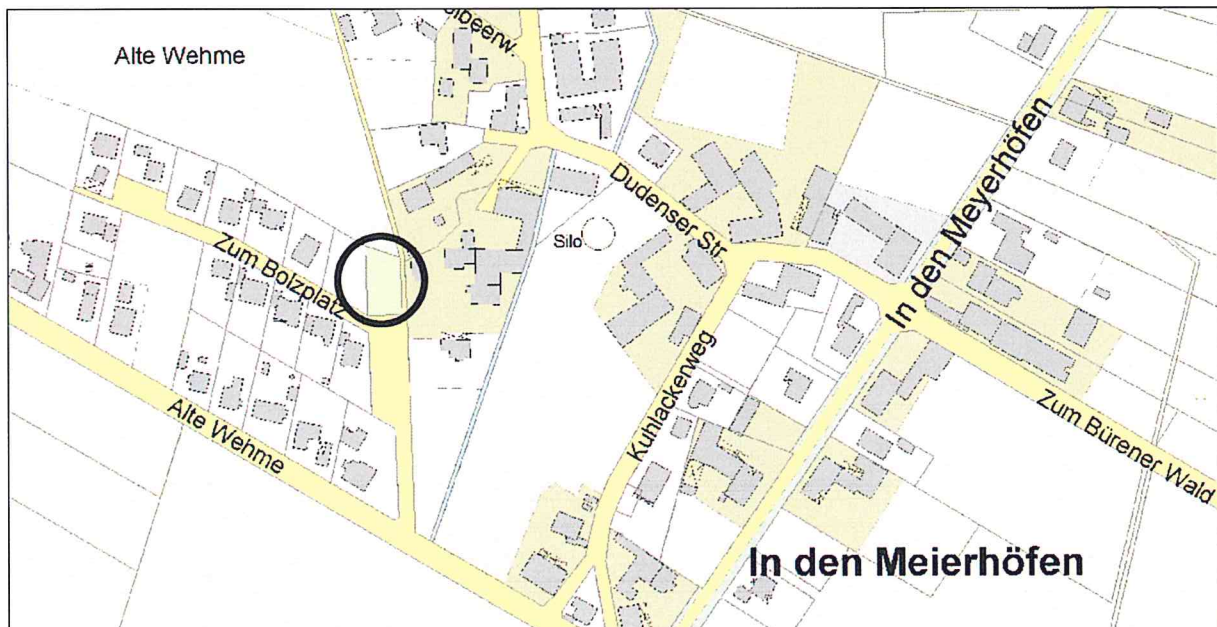 Alte Wehme
Dudenser Str.
In den Meyerhöfen
Silo
Zum Bolzplatz
Kuhlackerweg
Alte Wehme
Zum Bürener Wald
In den Meierhöfen